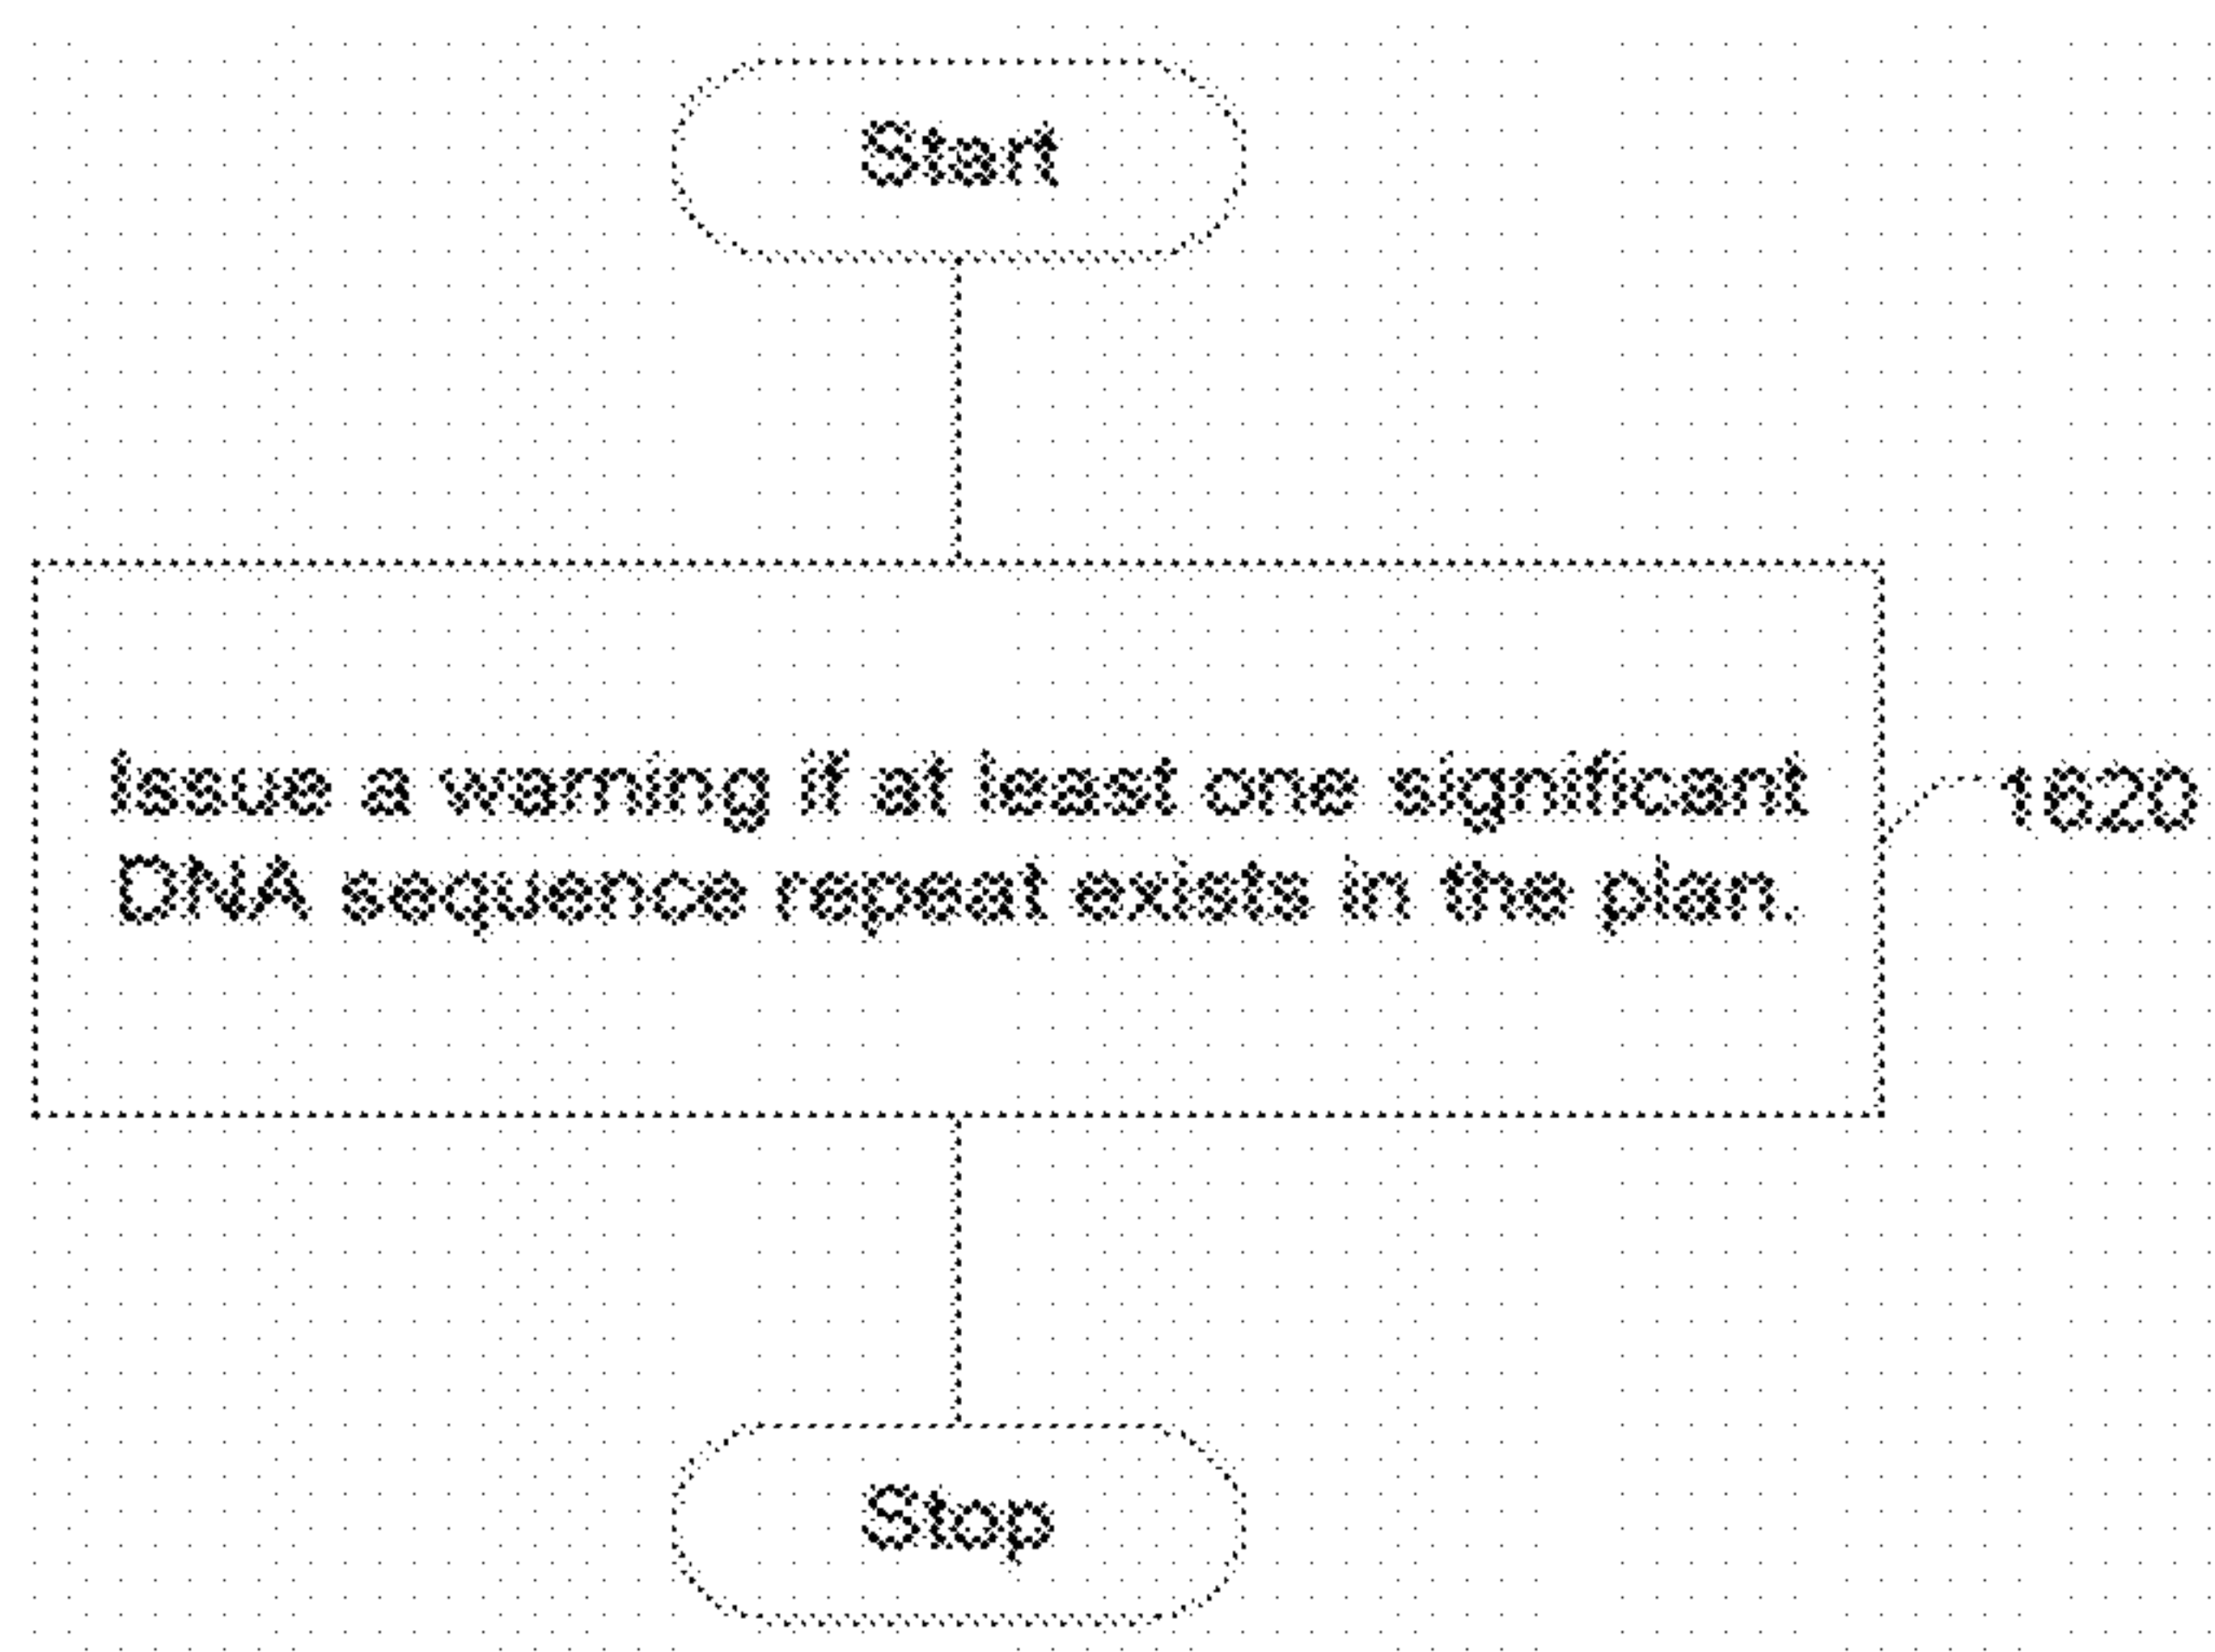 Start
Issue a warning if at least one significant
DNA sequence repeat exists in the plan.
1620
Stop